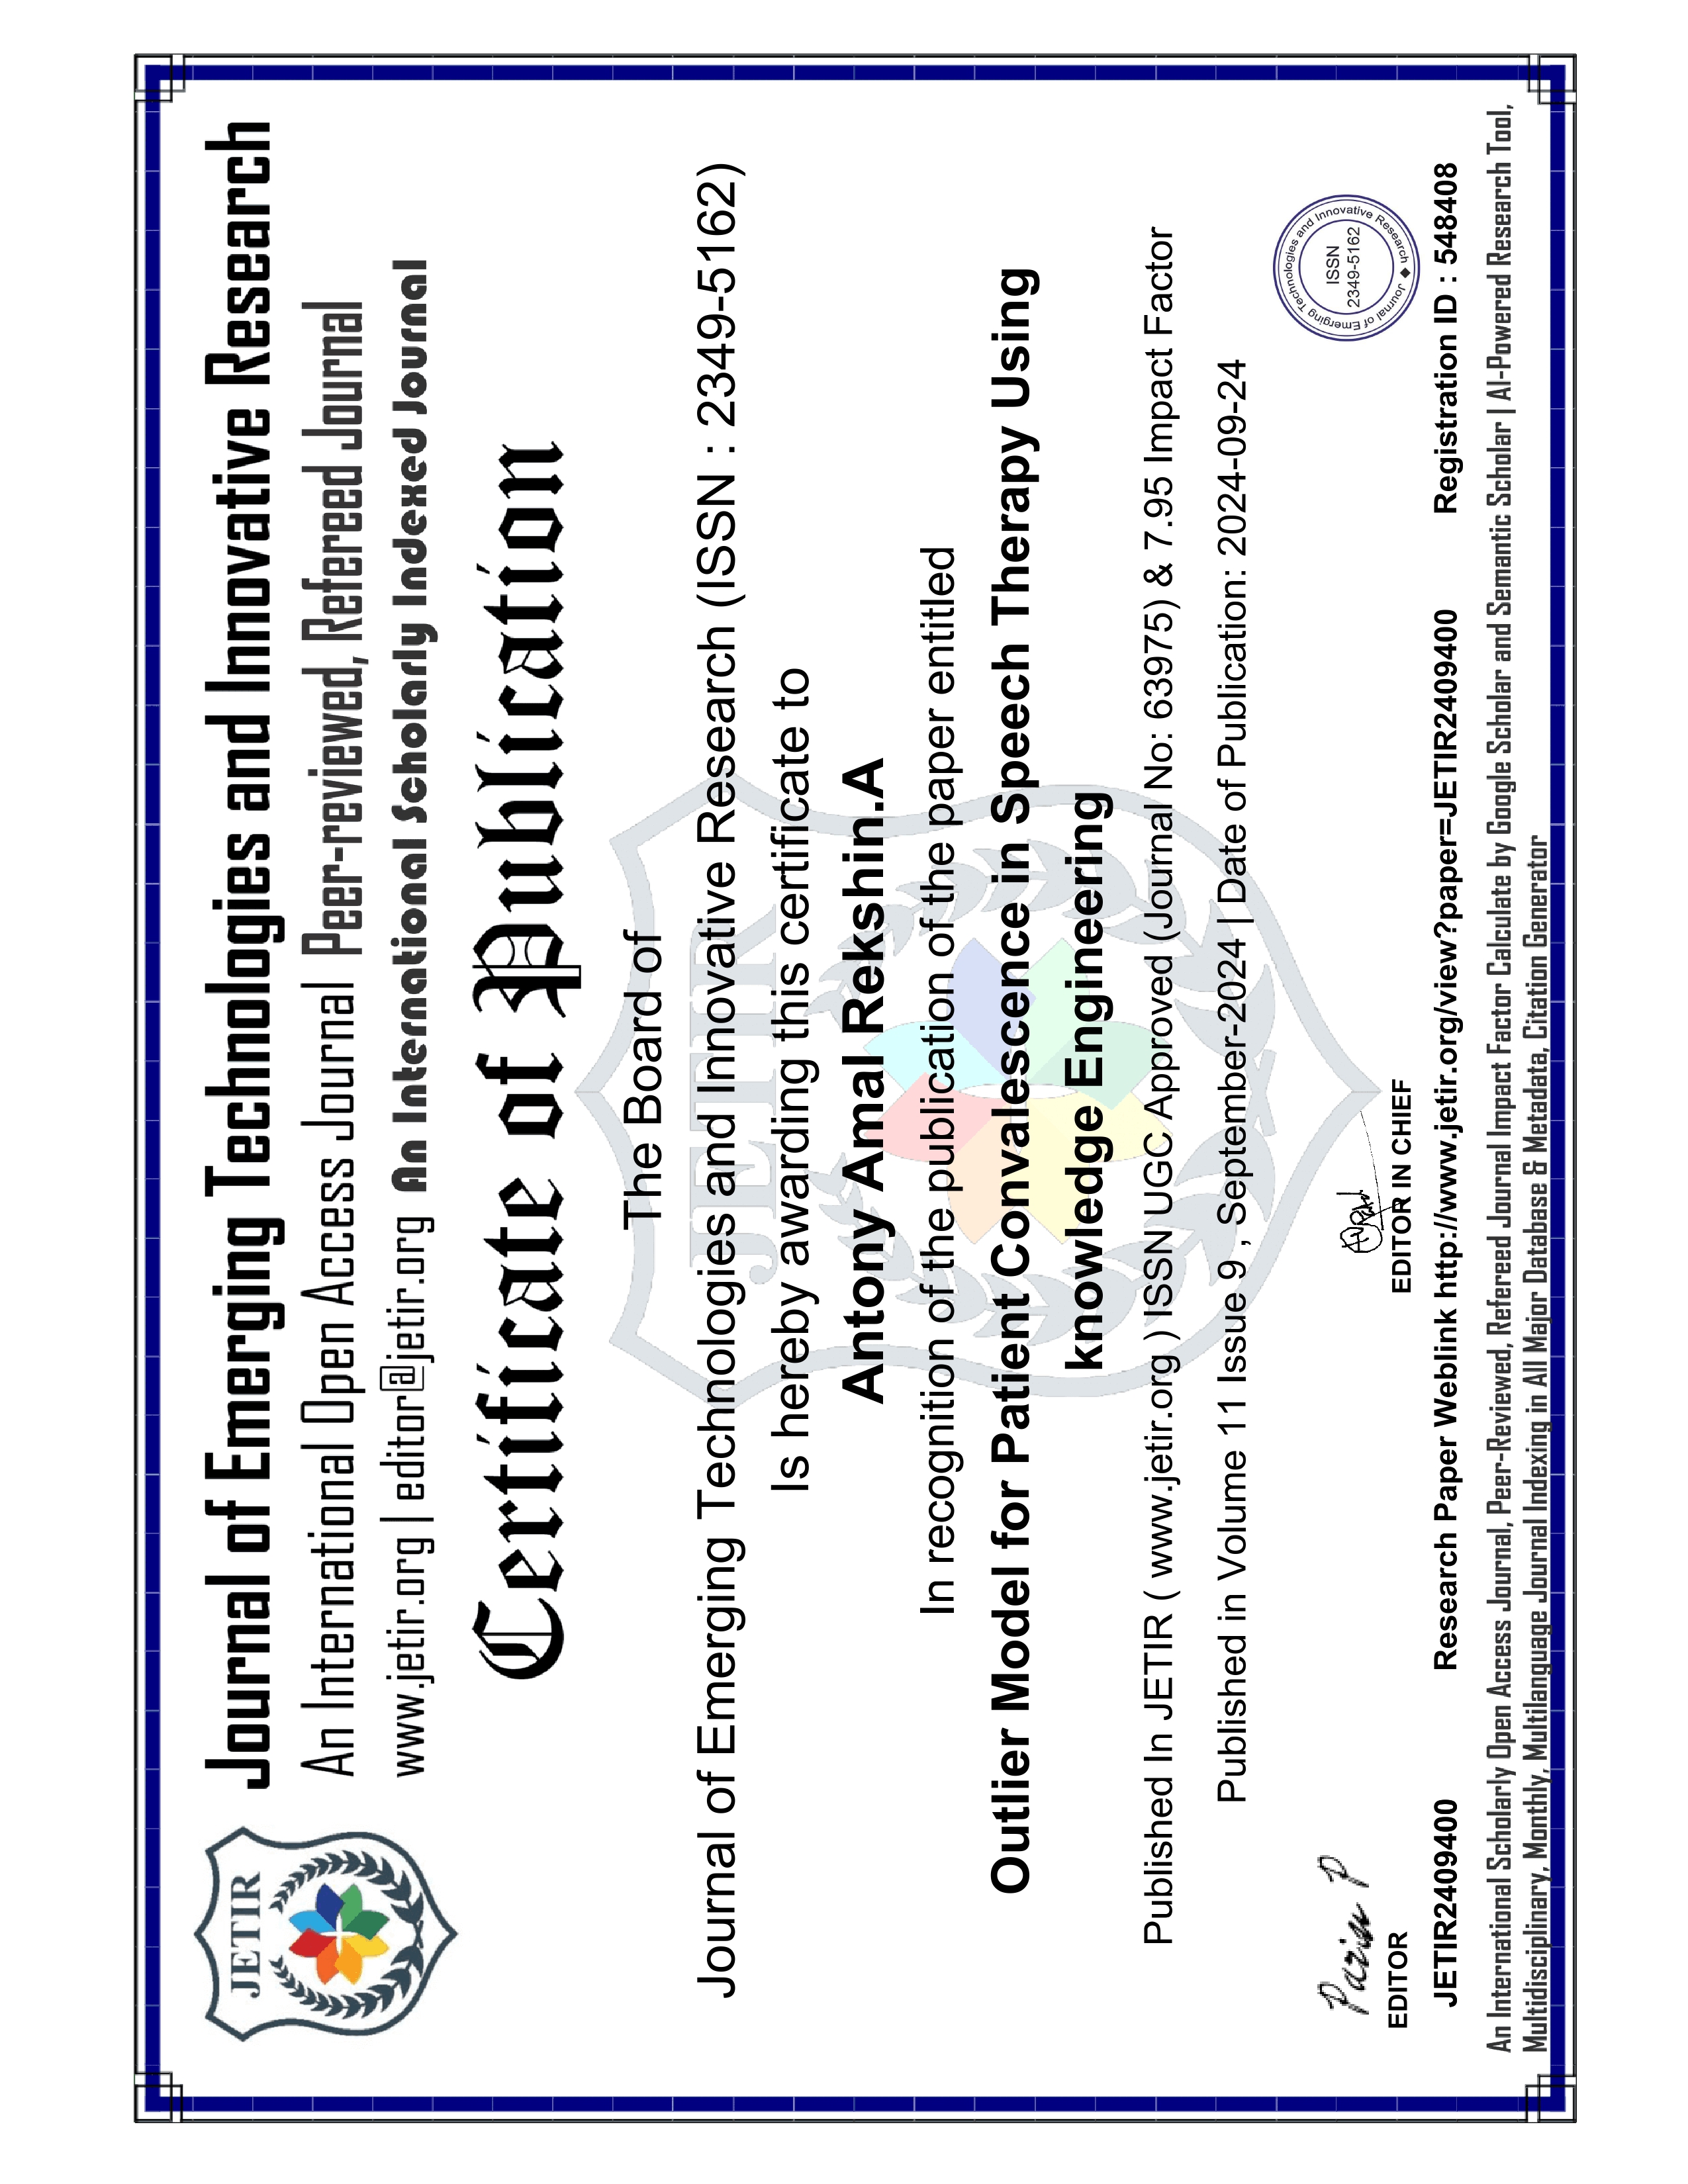 JETIR
Journal of Emerging Technologies and Innovative Research
An International Open Access Journal Peer-reviewed, Refereed Journal
www.jetir.org | editor@jetir.org An International Scholarly Indexed Journal
Certificate of Publication
The Board of
Journal of Emerging Technologies and Innovative Research (ISSN : 2349-5162)
JETIR
Is hereby awarding this certificate to
Antony Amal Rekshin.A
In recognition of the publication of the paper entitled
Outlier Model for Patient Convalescence in Speech Therapy Using
knowledge Engineering
Published In JETIR ( www.jetir.org ) ISSN UGC Approved (Journal No: 63975) & 7.95 Impact Factor
Published in Volume 11 Issue 9 , September-2024 | Date of Publication: 2024-09-24
EDITOR
EDITOR IN CHIEF
Journal of Emerging Technologies and Innovative Research
ISSN
2349-5162
JETIR2409400 Research Paper Weblink http://www.jetir.org/view?paper=JETIR2409400 Registration ID : 548408
An International Scholarly Open Access Journal, Peer-Reviewed, Refereed Journal Impact Factor Calculate by Google Scholar and Semantic Scholar | AI-Powered Research Tool,
Multidisciplinary, Monthly, Multilanguage Journal Indexing in All Major Database & Metadata, Citation Generator